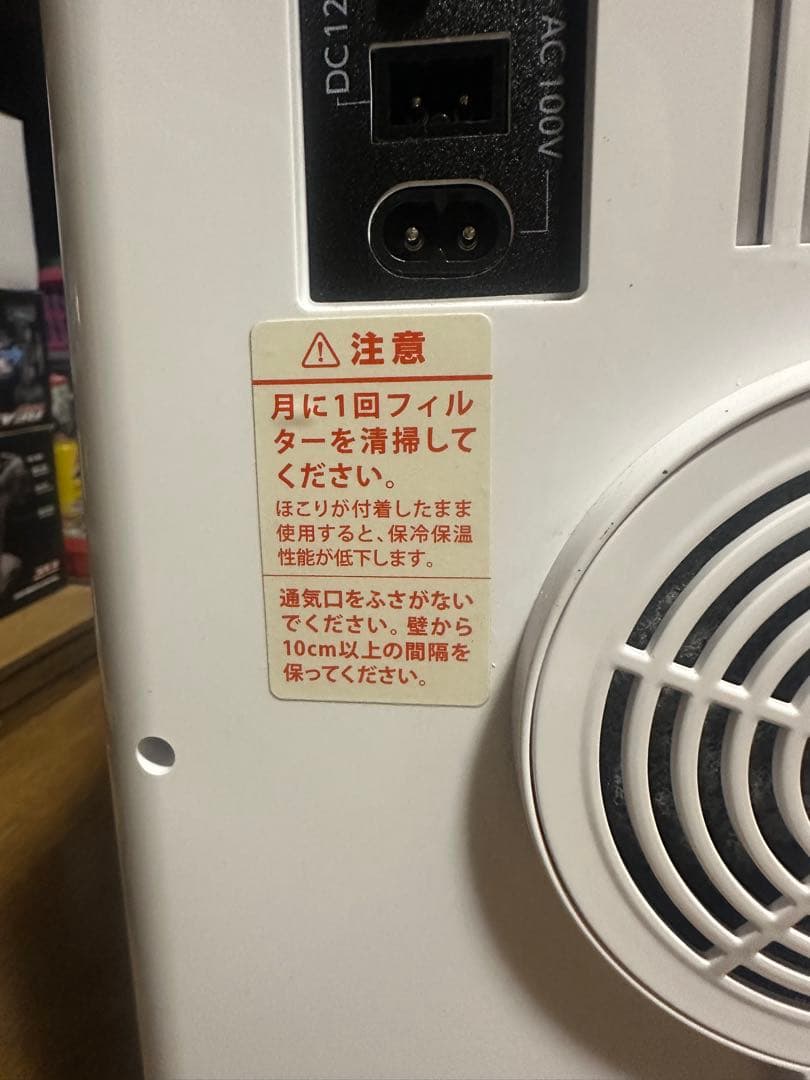 DC 12
AC 100V
注意
月に1回フィル
ターを清掃して
ください。
ほこりが付着したまま
使用すると、保冷保温
性能が低下します。
通気口をふさがない
でください。壁から
10cm以上の間隔を
保ってください。